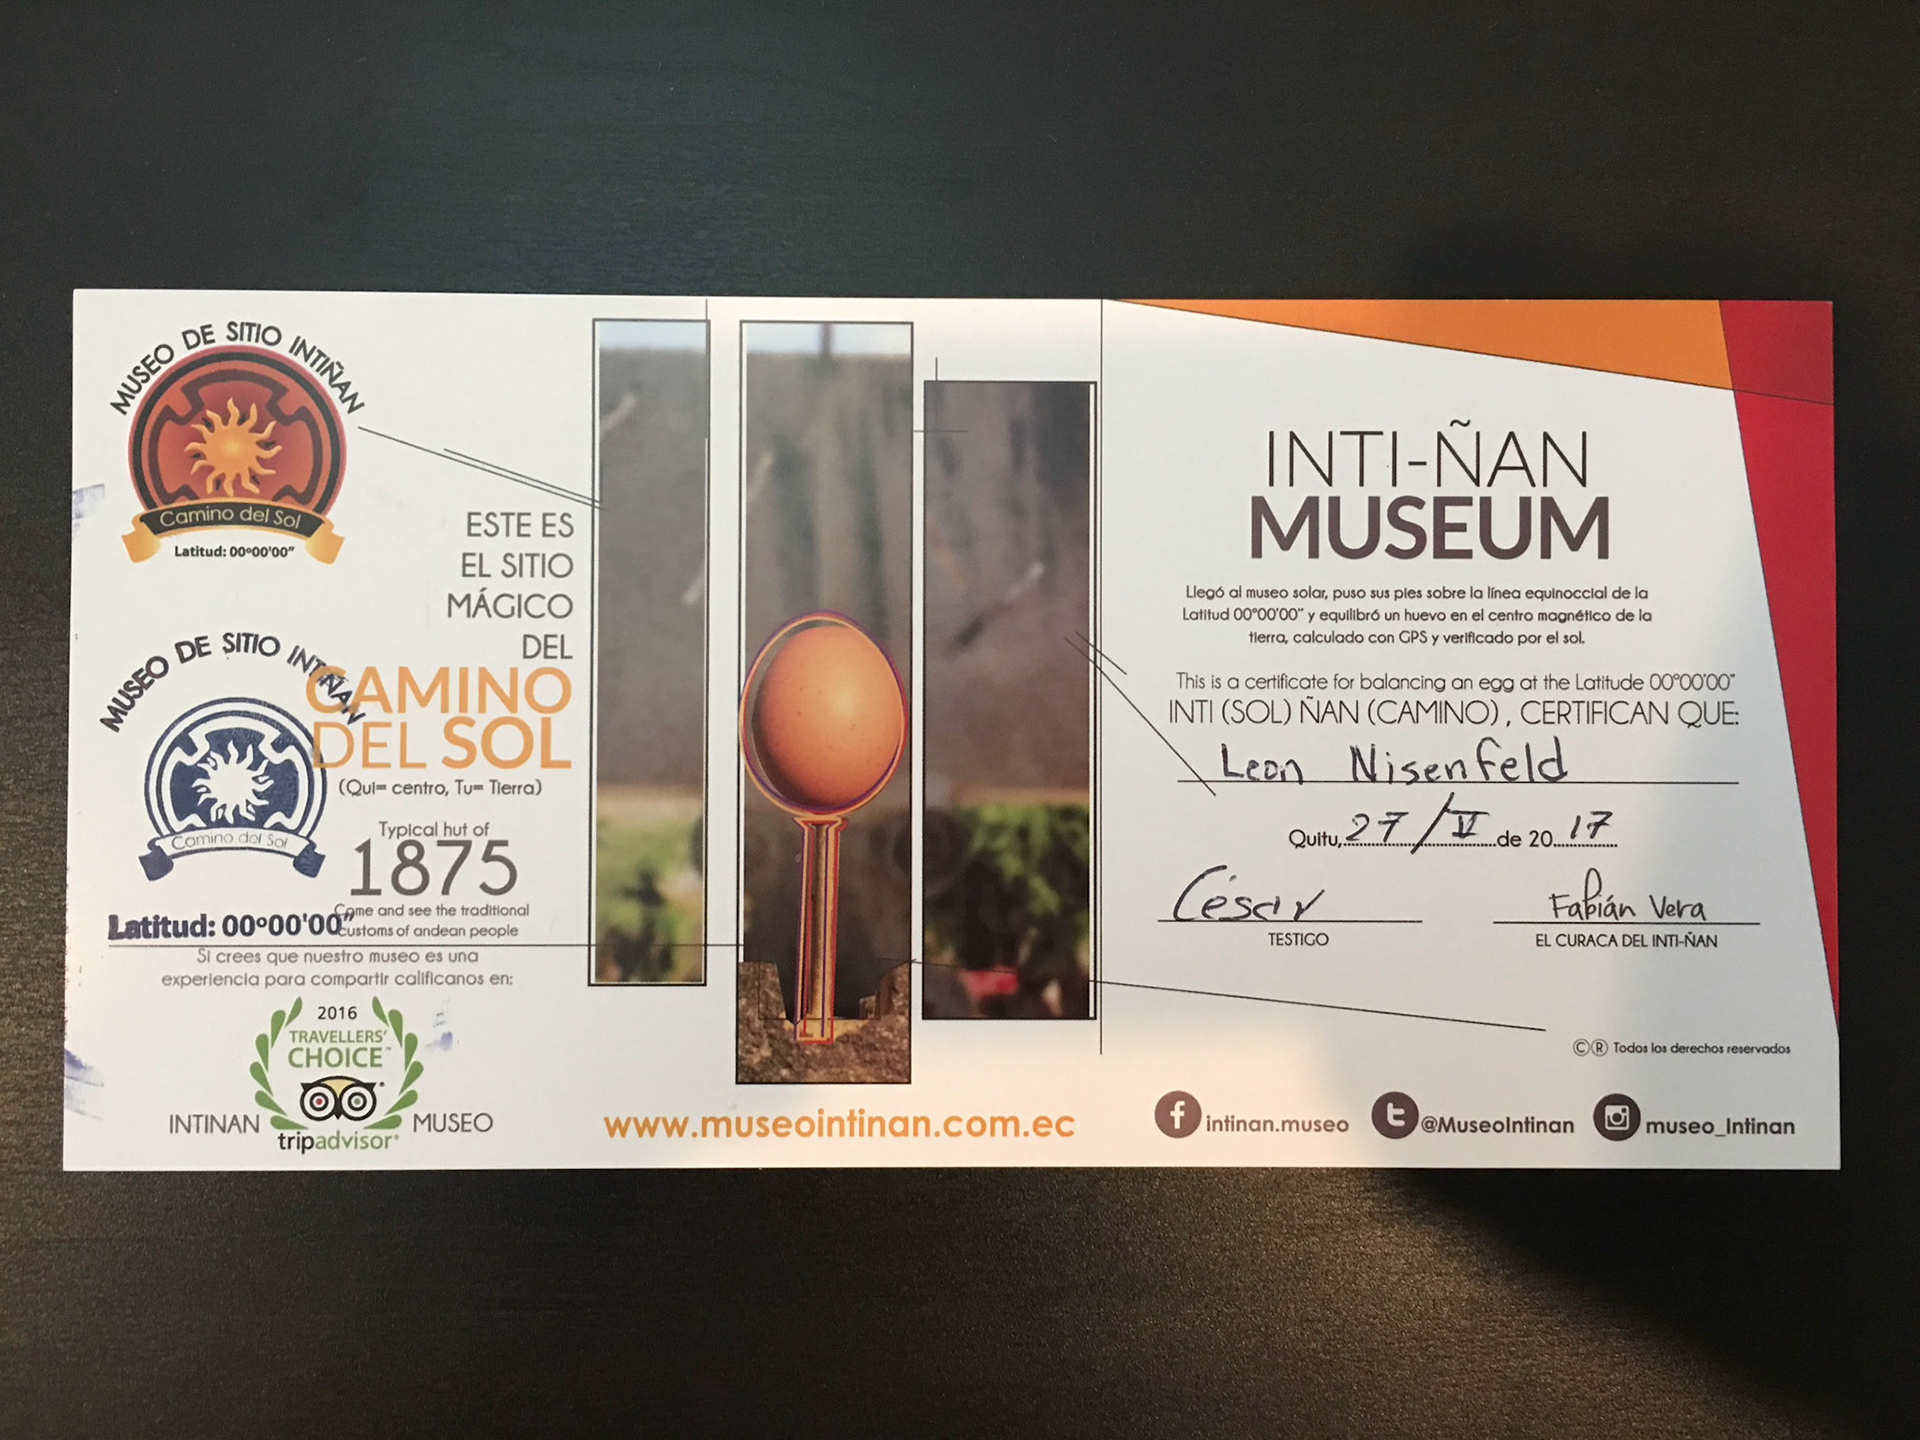 MUSEO DE SITIO INTIÑAN
Camino del Sol
Latitud: 00º00'00"
ESTE ES
EL SITIO
MÁGICO
DEL
CAMINO
DEL SOL
(Qui= centro, Tu= Tierra)
MUSEO DE SITIO INTIÑAN
Camino del Sol
Latitud: 00º00'00"
Typical hut of
1875
Come and see the traditional
customs of andean people
Si crees que nuestro museo es una
experiencia para compartir calificanos en:
2016
TRAVELLERS'
CHOICE™
INTINAN MUSEO
tripadvisor®
www.museointinan.com.ec
INTI-ÑAN
MUSEUM
Llegó al museo solar, puso sus pies sobre la línea equinoccial de la
Latitud 00°00'00" y equilibró un huevo en el centro magnético de la
tierra, calculado con GPS y verificado por el sol.
This is a certificate for balancing an egg at the Latitude 00°00'00"
INTI (SOL) ÑAN (CAMINO) , CERTIFICAN QUE:
Leon Nisenfeld
Quitu, 27 / V de 20 17
César Fabián Vera
TESTIGO EL CURACA DEL INTI-ÑAN
©® Todos los derechos reservados
intinan.museo @MuseoIntinan museo_Intinan